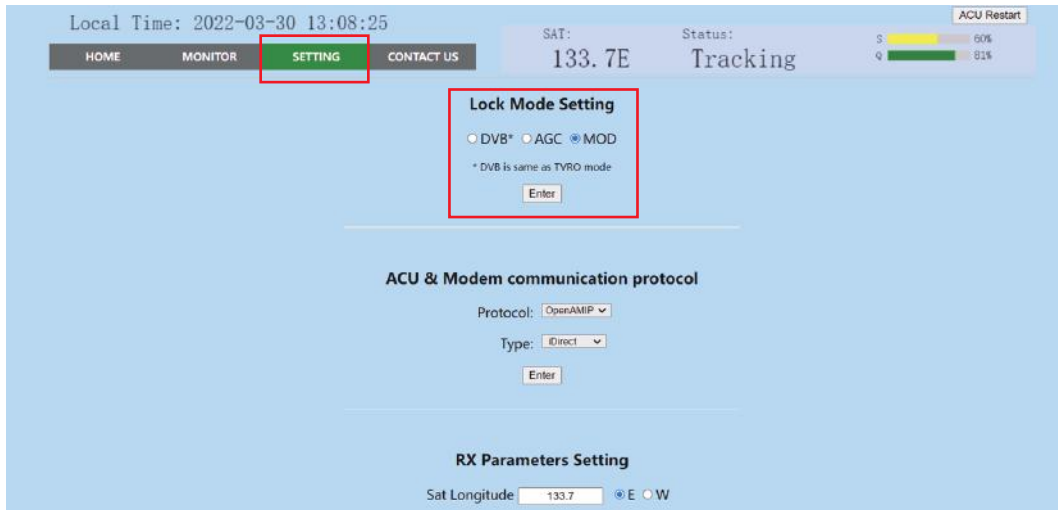 Local Time: 2022-03-30 13:08:25
ACU Restart
HOME MONITOR SETTING CONTACT US
SAT: Status:
133.7E Tracking
S 60%
Q 81%
Lock Mode Setting
DVB* AGC MOD
* DVB is same as TVRO mode
Enter
ACU & Modem communication protocol
Protocol: OpenAMIP
Type: iDirect
Enter
RX Parameters Setting
Sat Longitude 133.7 E W